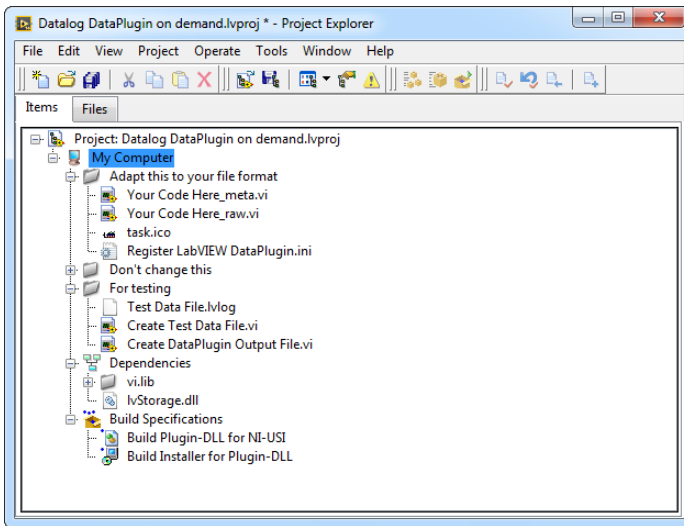 Datalog DataPlugin on demand.lvproj * - Project Explorer
File Edit View Project Operate Tools Window Help
Items Files
Project: Datalog DataPlugin on demand.lvproj
My Computer
Adapt this to your file format
Your Code Here_meta.vi
Your Code Here_raw.vi
task.ico
Register LabVIEW DataPlugin.ini
Don't change this
For testing
Test Data File.lvlog
Create Test Data File.vi
Create DataPlugin Output File.vi
Dependencies
vi.lib
lvStorage.dll
Build Specifications
Build Plugin-DLL for NI-USI
Build Installer for Plugin-DLL